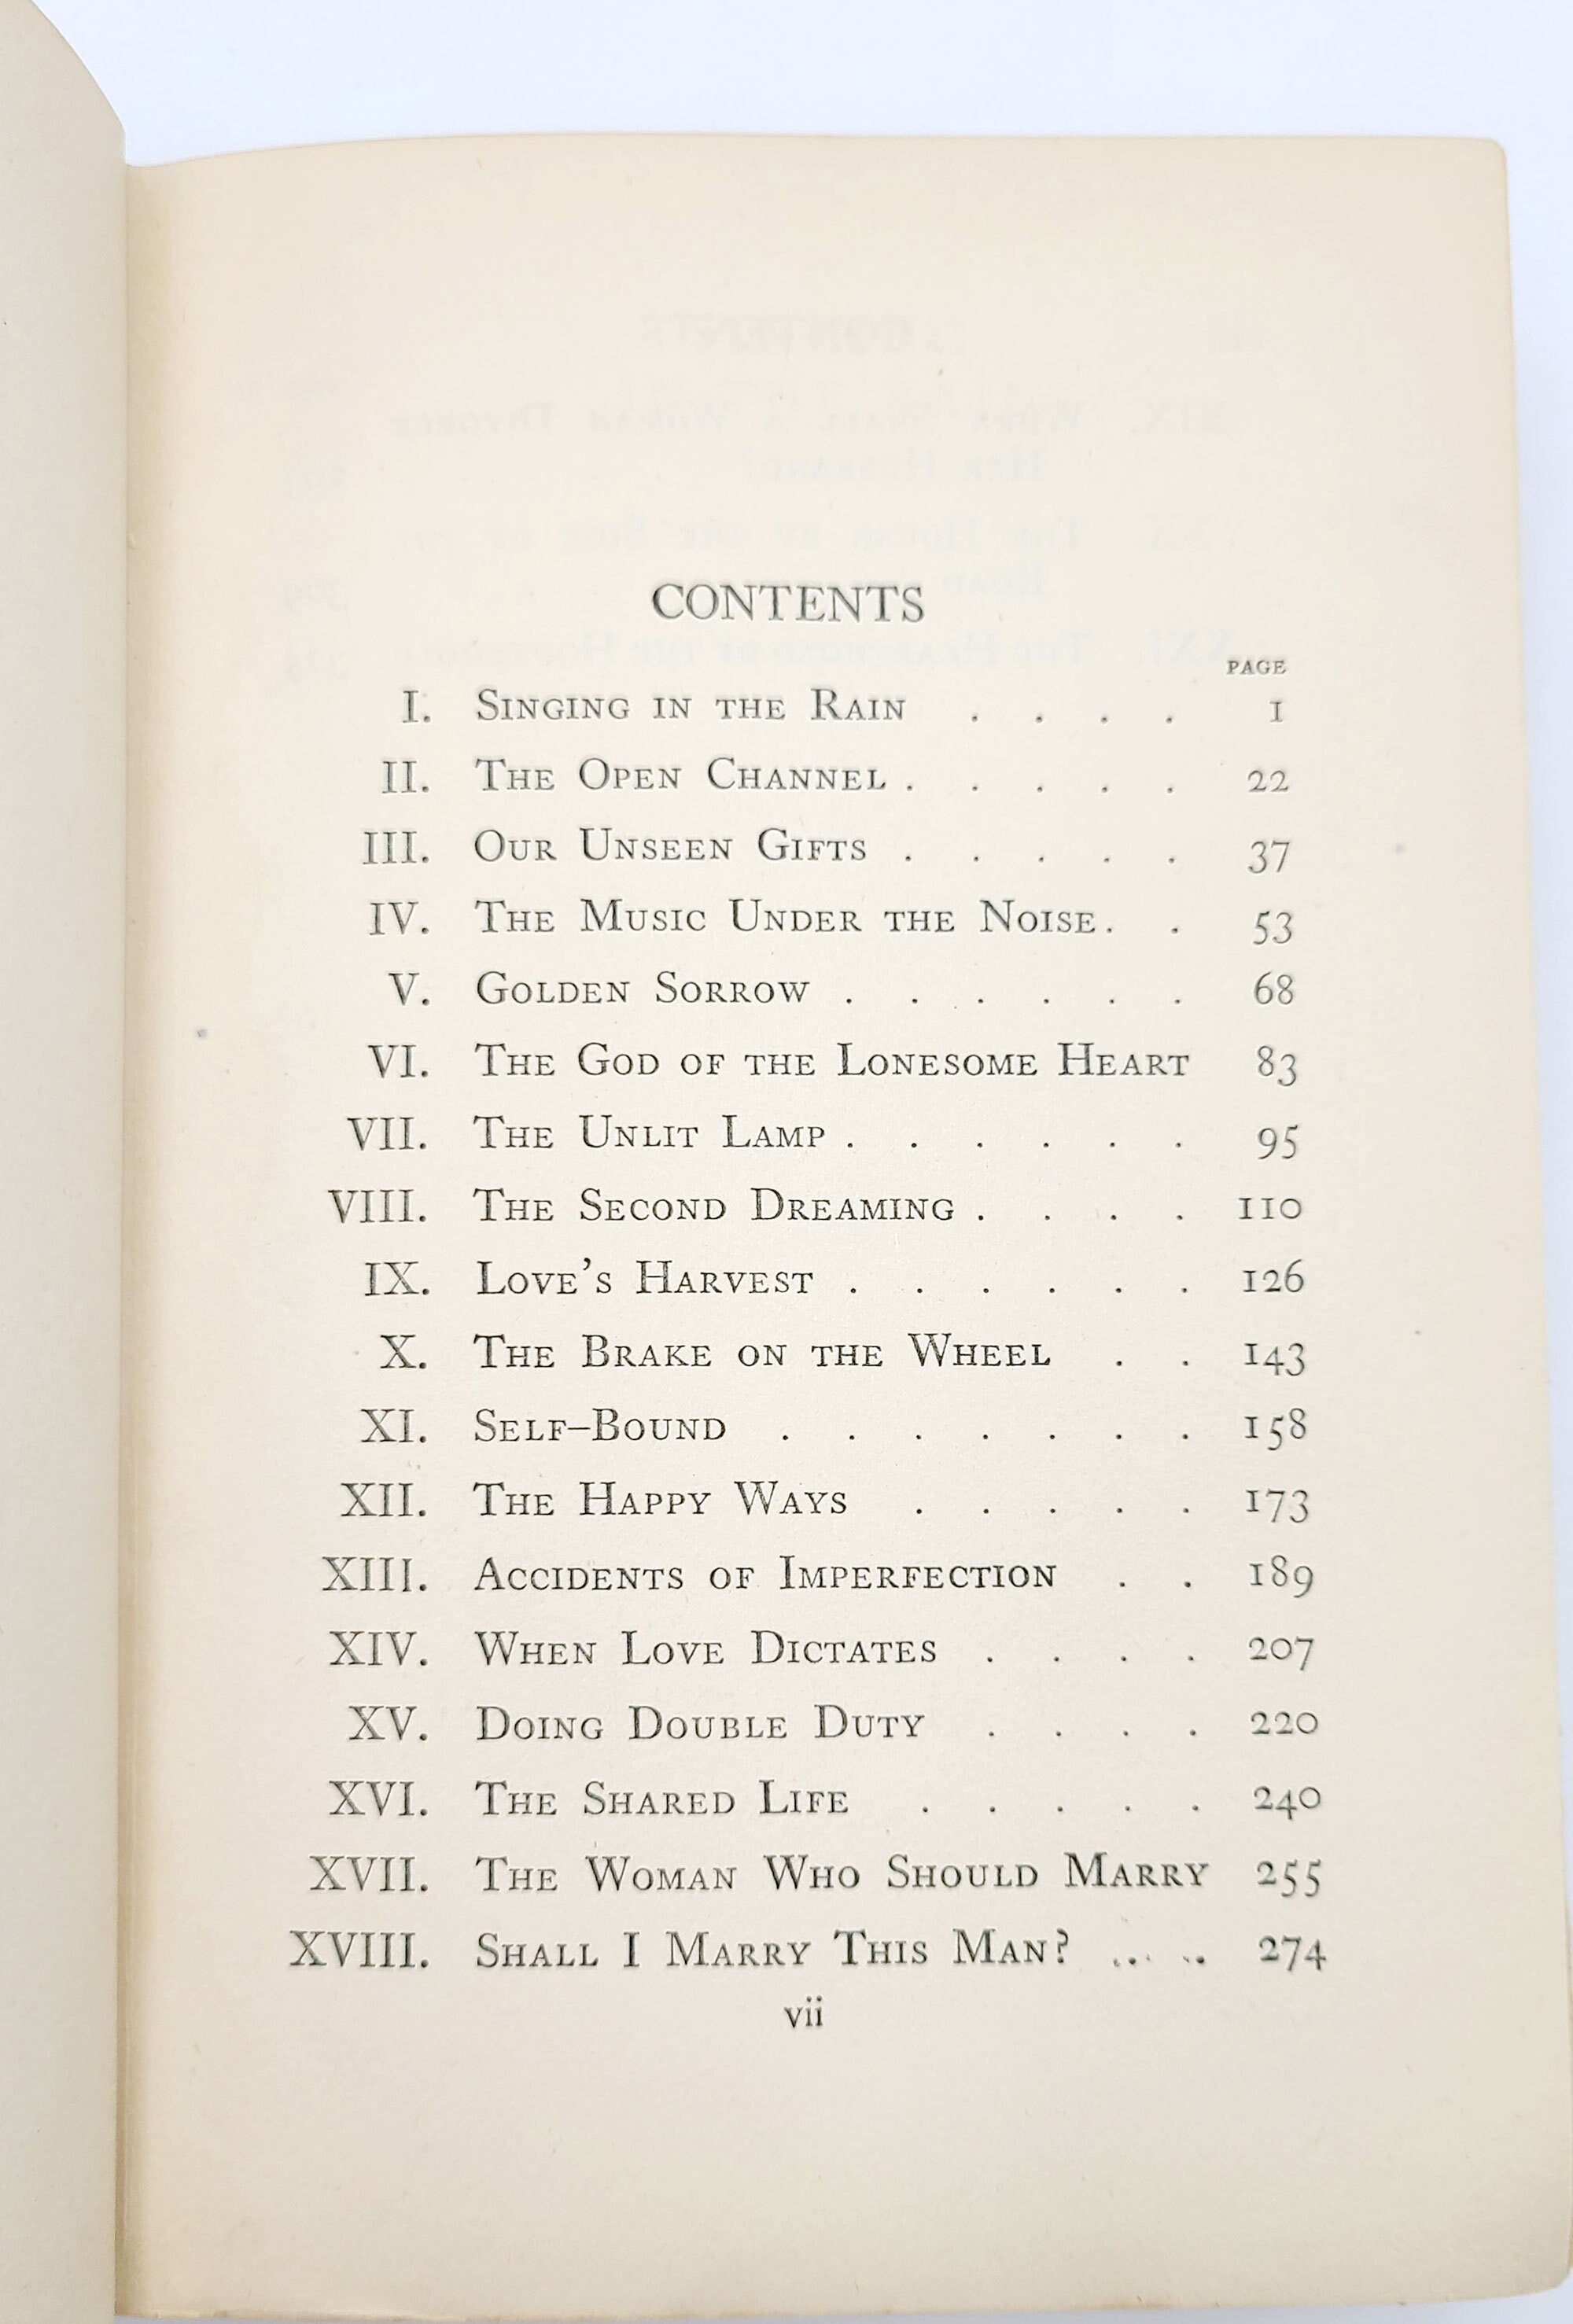 CONTENTS
PAGE
I. Singing in the Rain . . . . 1
II. The Open Channel . . . . . 22
III. Our Unseen Gifts . . . . . 37
IV. The Music Under the Noise . . 53
V. Golden Sorrow . . . . . . 68
VI. The God of the Lonesome Heart 83
VII. The Unlit Lamp . . . . . . 95
VIII. The Second Dreaming . . . . 110
IX. Love's Harvest . . . . . . 126
X. The Brake on the Wheel . . 143
XI. Self–Bound . . . . . . . 158
XII. The Happy Ways . . . . . 173
XIII. Accidents of Imperfection . . 189
XIV. When Love Dictates . . . . 207
XV. Doing Double Duty . . . . 220
XVI. The Shared Life . . . . . 240
XVII. The Woman Who Should Marry 255
XVIII. Shall I Marry This Man? . . . . 274
vii